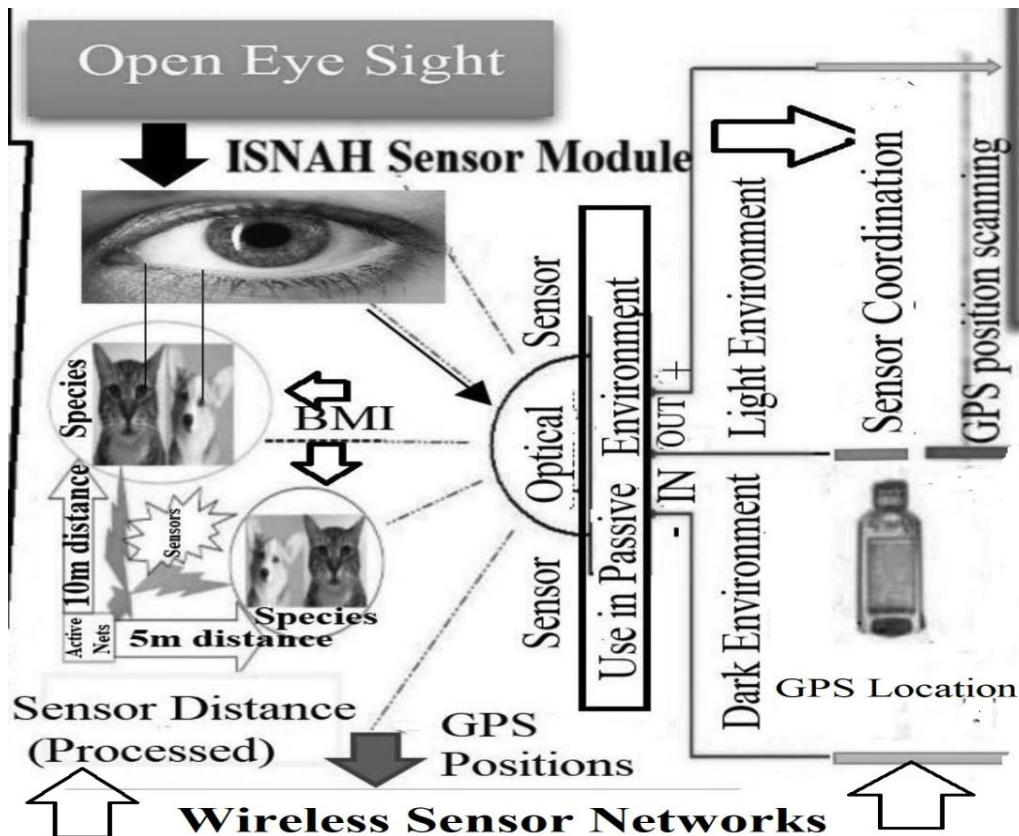 Open Eye Sight
ISNAH Sensor Module
Species
BMI
10m distance
Sensors
Active
Nets
5m distance
Species
Sensor Distance
(Processed)
GPS
Positions
Sensor
Optical
Sensor
Use in Passive Environment
+
OUT
IN
-
Light Environment
Dark Environment
Sensor Coordination
GPS position scanning
GPS Location
Wireless Sensor Networks